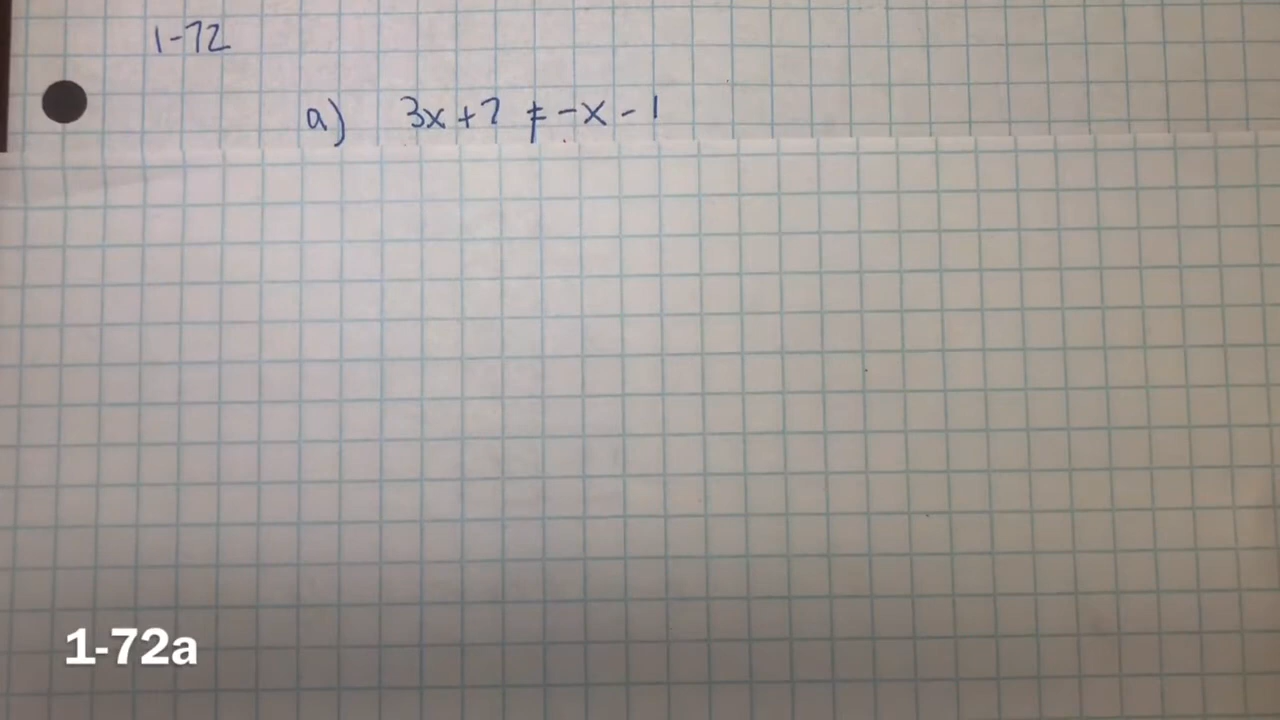 1-72
a) 3x + 7 = -x - 1
1-72a